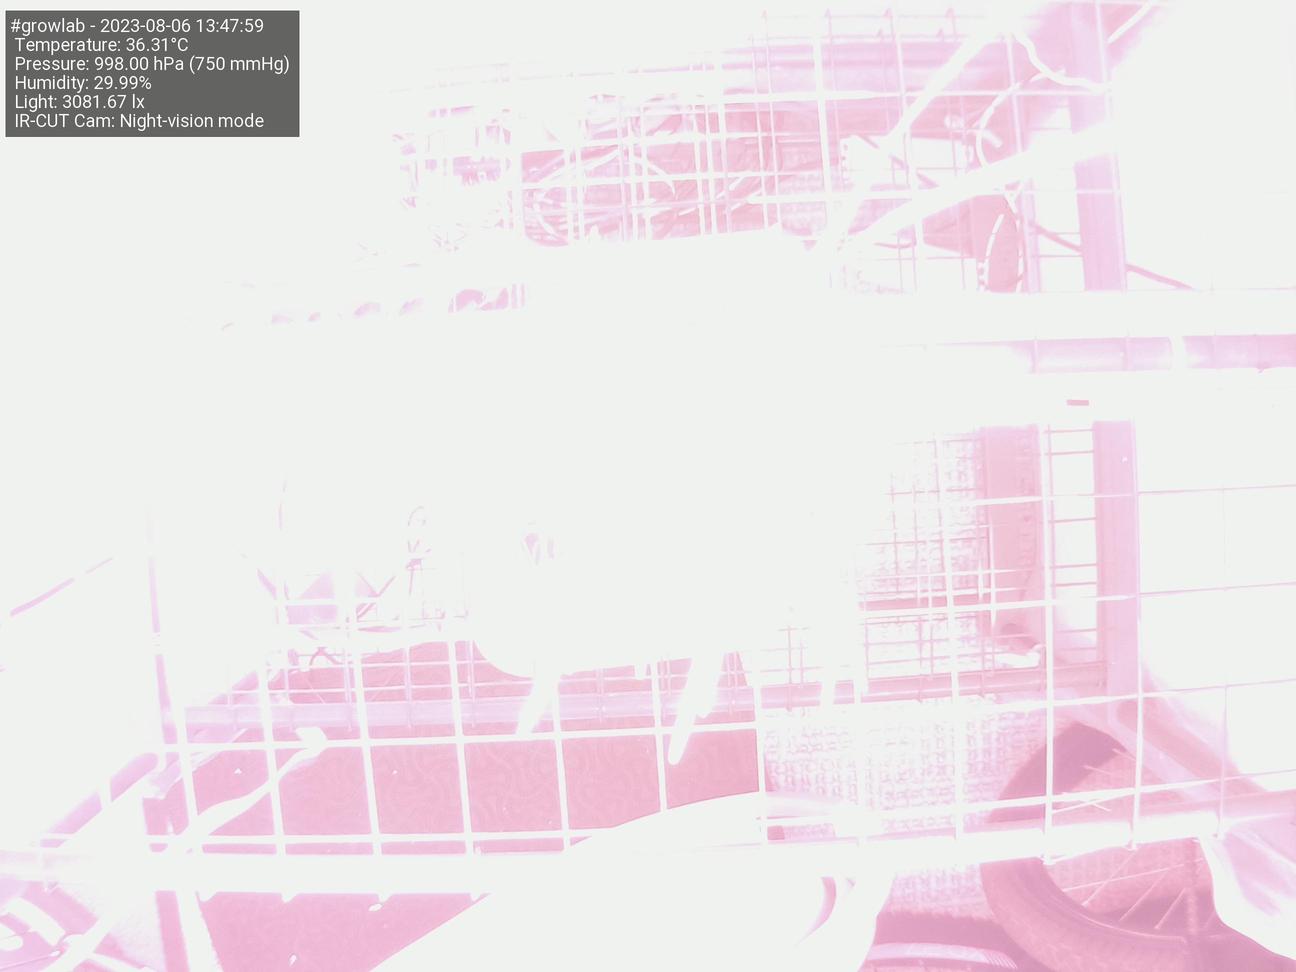 #growlab - 2023-08-06 13:47:59
Temperature: 36.31°C
Pressure: 998.00 hPa (750 mmHg)
Humidity: 29.99%
Light: 3081.67 lx
IR-CUT Cam: Night-vision mode